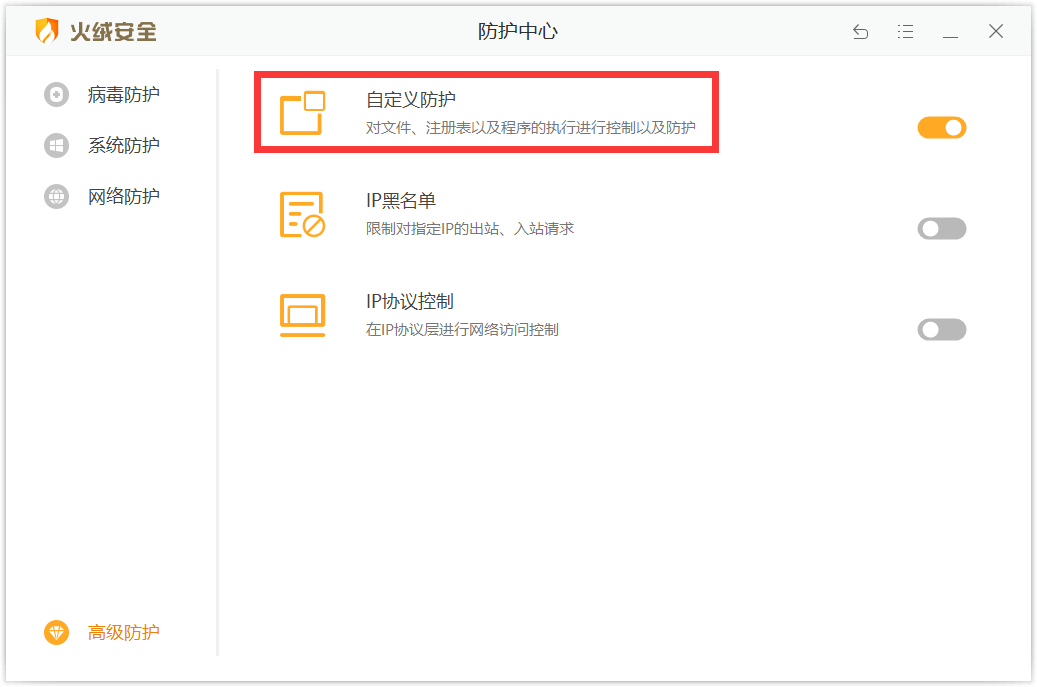 火绒安全
防护中心
病毒防护
系统防护
网络防护
高级防护
自定义防护
对文件、注册表以及程序的执行进行控制以及防护
IP黑名单
限制对指定IP的出站、入站请求
IP协议控制
在IP协议层进行网络访问控制